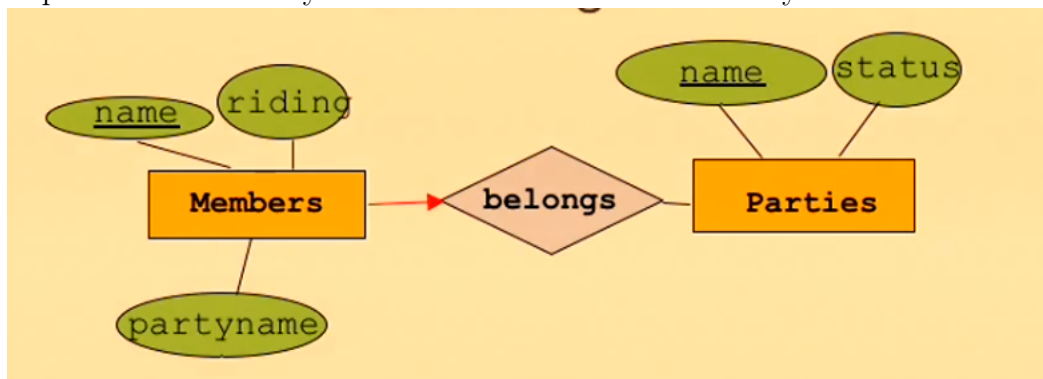 name
riding
name
status
Members
belongs
Parties
partyname